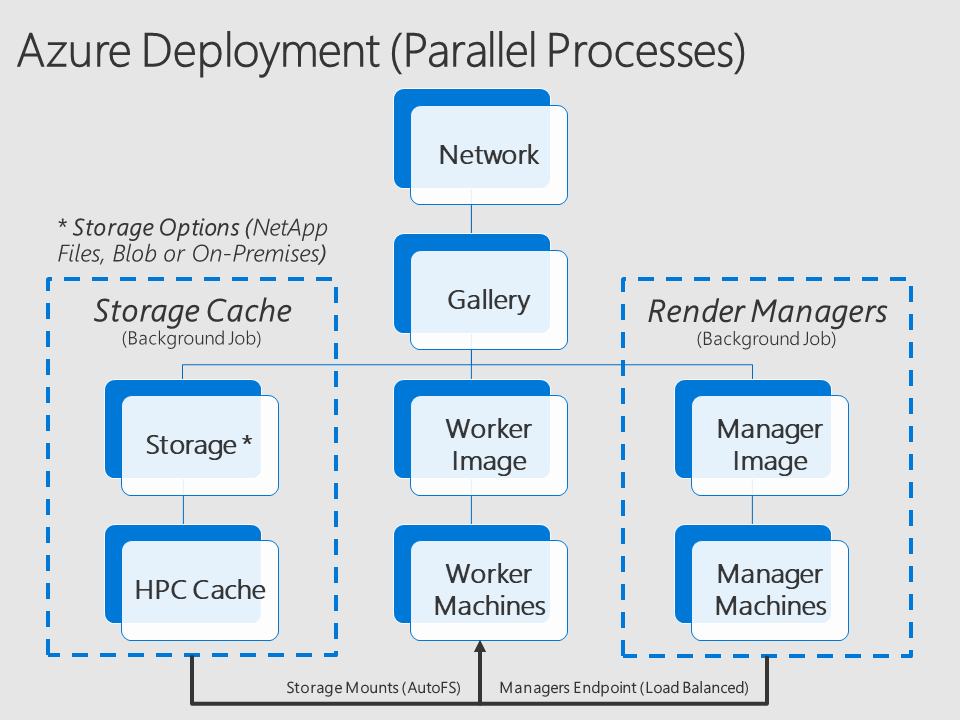 Azure Deployment (Parallel Processes)
Network
* Storage Options (NetApp
Files, Blob or On-Premises)
Gallery
Storage Cache
(Background Job)
Render Managers
(Background Job)
Storage *
Worker
Image
Manager
Image
HPC Cache
Worker
Machines
Manager
Machines
Storage Mounts (AutoFS)
Managers Endpoint (Load Balanced)